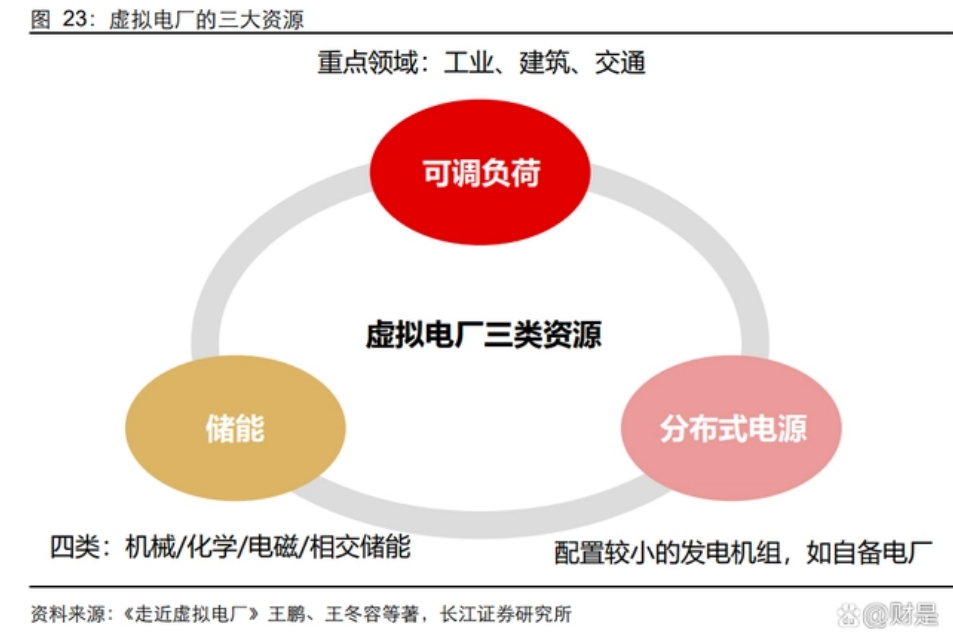 图 23：虚拟电厂的三大资源
重点领域：工业、建筑、交通
可调负荷
虚拟电厂三类资源
储能
分布式电源
四类：机械/化学/电磁/相交储能
配置较小的发电机组，如自备电厂
资料来源：《走近虚拟电厂》王鹏、王冬容等著，长江证券研究所
@财是